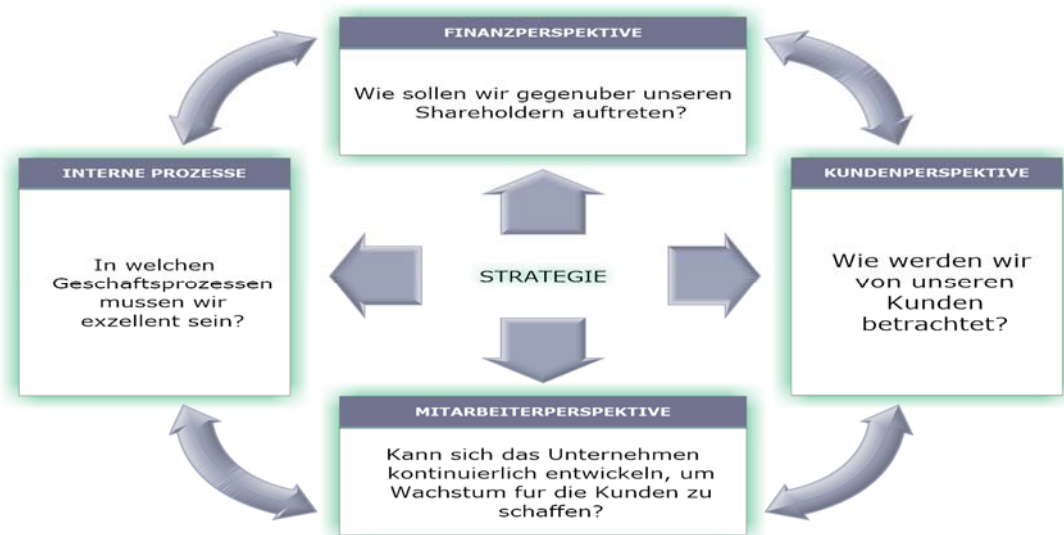 FINANZPERSPEKTIVE
Wie sollen wir gegenuber unseren
Shareholdern auftreten?
INTERNE PROZESSE
In welchen
Geschaftsprozessen
mussen wir
exzellent sein?
STRATEGIE
KUNDENPERSPEKTIVE
Wie werden wir
von unseren
Kunden
betrachtet?
MITARBEITERPERSPEKTIVE
Kann sich das Unternehmen
kontinuierlich entwickeln, um
Wachstum fur die Kunden zu
schaffen?